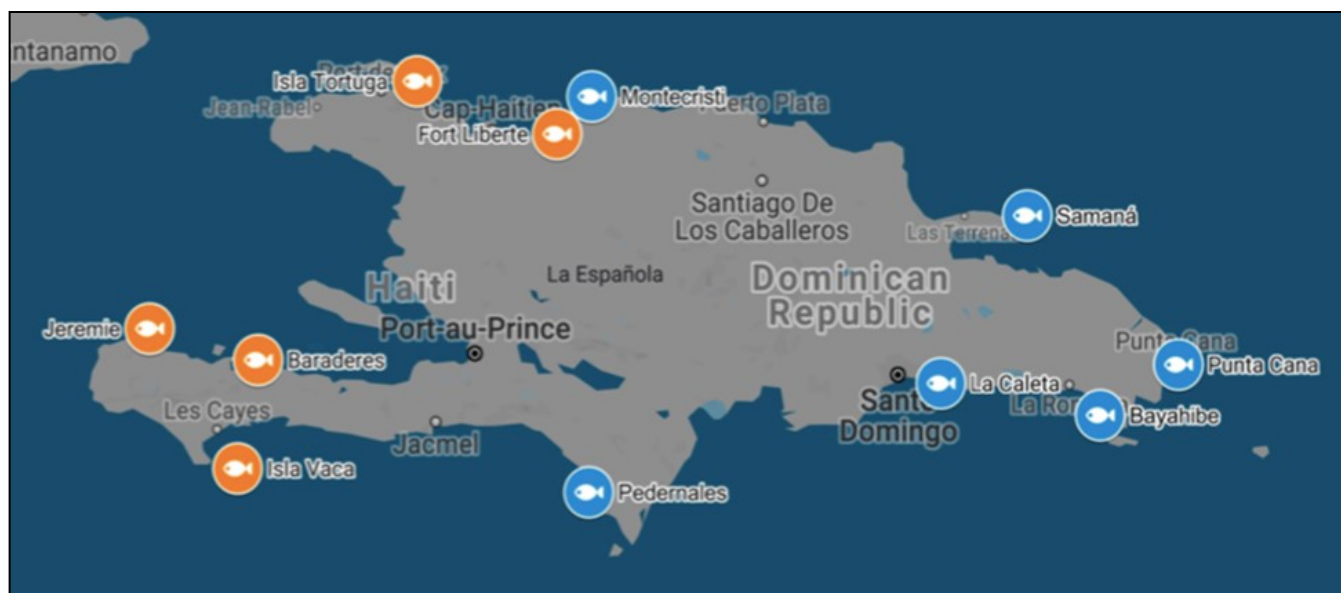 ntanamo
Isla Tortuga
Jean-Rabel
Cap-Haitien
Montecristi
Puerto Plata
Fort Liberte
Santiago De
Los Caballeros
Samaná
Las Terrenas
La Española
Haiti
Dominican
Republic
Port-au-Prince
Jeremie
Baraderes
Punta Cana
Punta Cana
La Caleta
Les Cayes
Santo
Domingo
Bayahibe
Jacmel
Isla Vaca
Pedernales